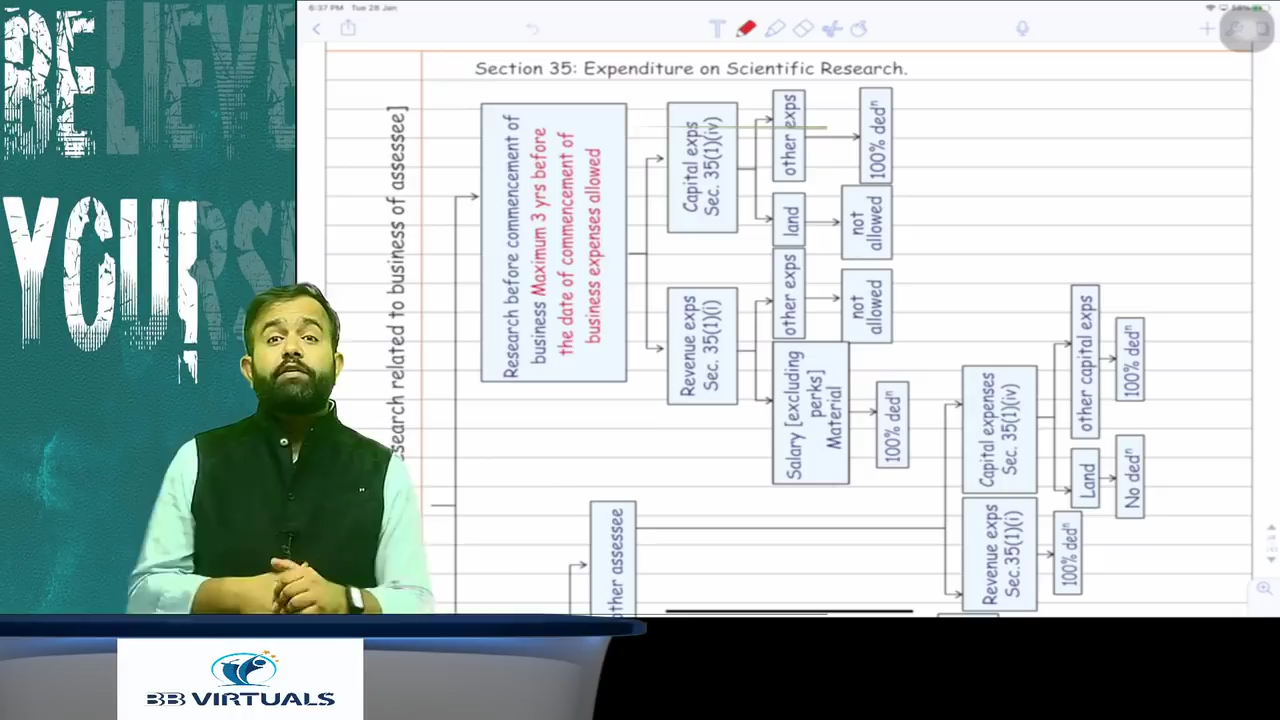 6:37 PM Tue 28 Jan
BELIEVE
YOURS
Section 35: Expenditure on Scientific Research.
research related to business of assessee]
Research before commencement of
business Maximum 3 yrs before
the date of commencement of
business expenses allowed
Capital exps
Sec. 35(1)(iv)
other exps
100% dedⁿ
land
not
allowed
Revenue exps
Sec. 35(1)(i)
other exps
not
allowed
Salary [excluding
perks]
Material
100% dedⁿ
other assessee
Capital expenses
Sec. 35(1)(iv)
other capital exps
100% dedⁿ
Land
No dedⁿ
Revenue exps
Sec.35(1)(i)
100% dedⁿ
BB VIRTUALS